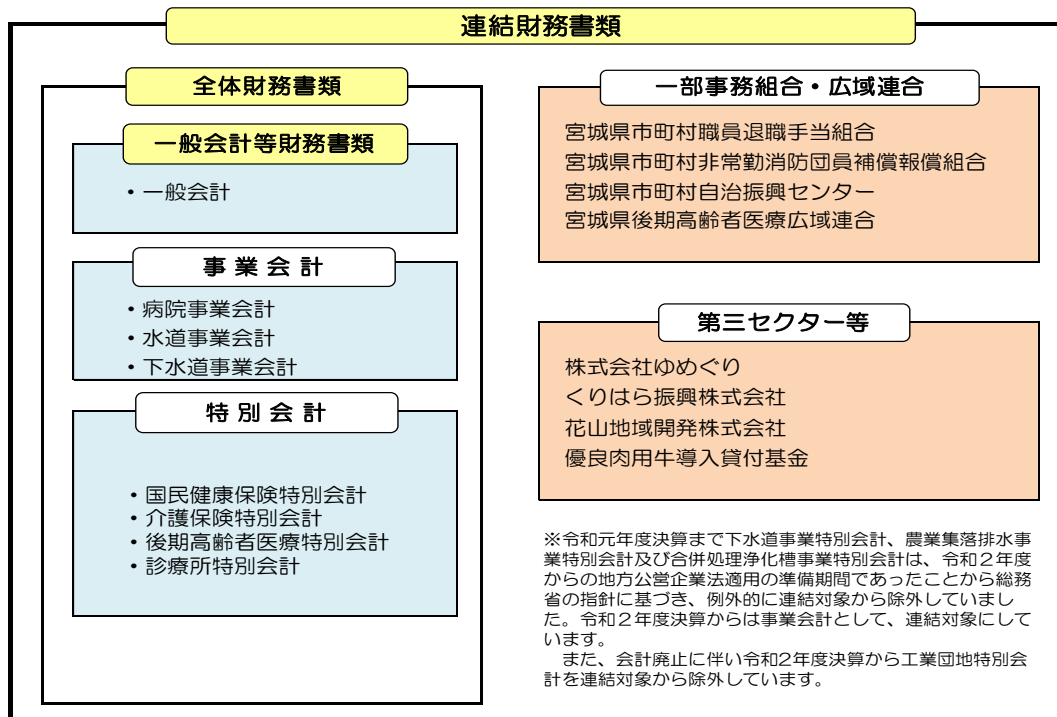 連結財務書類
全体財務書類
一般会計等財務書類
・一般会計
事業会計
・病院事業会計
・水道事業会計
・下水道事業会計
特別会計
・国民健康保険特別会計
・介護保険特別会計
・後期高齢者医療特別会計
・診療所特別会計
一部事務組合・広域連合
宮城県市町村職員退職手当組合
宮城県市町村非常勤消防団員補償報償組合
宮城県市町村自治振興センター
宮城県後期高齢者医療広域連合
第三セクター等
株式会社ゆめぐり
くりはら振興株式会社
花山地域開発株式会社
優良肉用牛導入貸付基金
※令和元年度決算まで下水道事業特別会計、農業集落排水事
業特別会計及び合併処理浄化槽事業特別会計は、令和２年度
からの地方公営企業法適用の準備期間であったことから総務
省の指針に基づき、例外的に連結対象から除外していまし
た。令和２年度決算からは事業会計として、連結対象にして
います。
　また、会計廃止に伴い令和2年度決算から工業団地特別会
計を連結対象から除外しています。